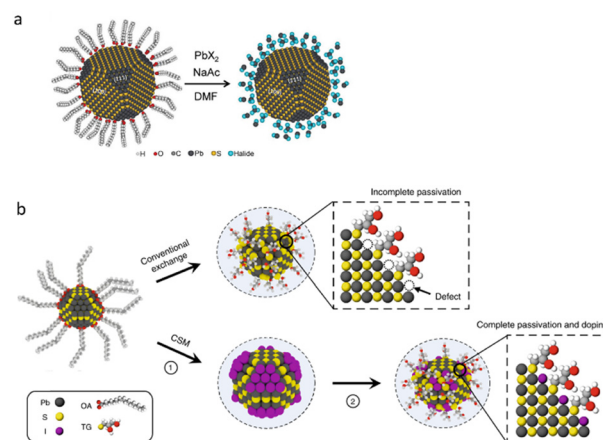 a
PbX2
NaAc
DMF
(111)
H O C Pb S Halide
b
Incomplete passivation
Conventional
exchange
Defect
Complete passivation and dopin
CSM
1
2
Pb
OA
S
TG
I